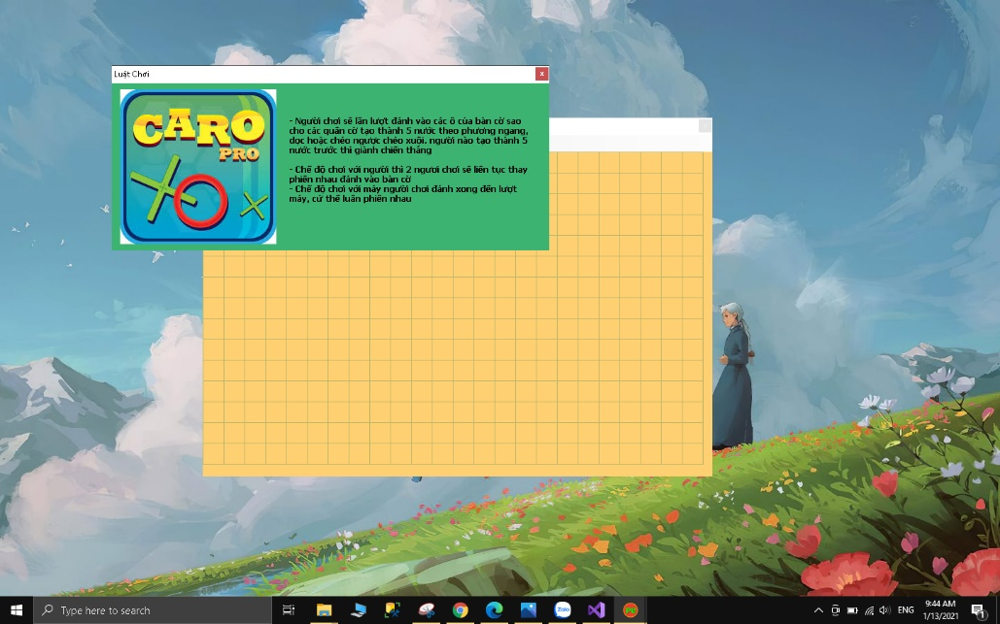 Luật Chơi
x
CARO
PRO
- Người chơi sẽ lần lượt đánh vào các ô của bàn cờ sao
cho các quân cờ tạo thành 5 nước theo phương ngang,
dọc hoặc chéo ngược chéo xuôi. người nào tạo thành 5
nước trước thì giành chiến thắng
- Chế độ chơi với người thì 2 ngươi chơi sẽ liên tục thay
phiên nhau đánh vào bàn cờ
- Chế độ chơi với máy người chơi đánh xong đến lượt
máy, cứ thế luân phiên nhau
Type here to search
Zalo
ENG
9:44 AM
1/13/2021